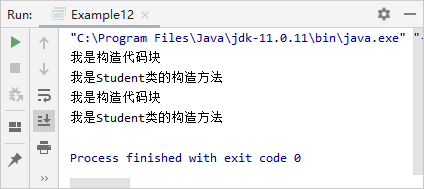 Run: Example12
"C:\Program Files\Java\jdk-11.0.11\bin\java.exe" "-
我是构造代码块
我是Student类的构造方法
我是构造代码块
我是Student类的构造方法
Process finished with exit code 0